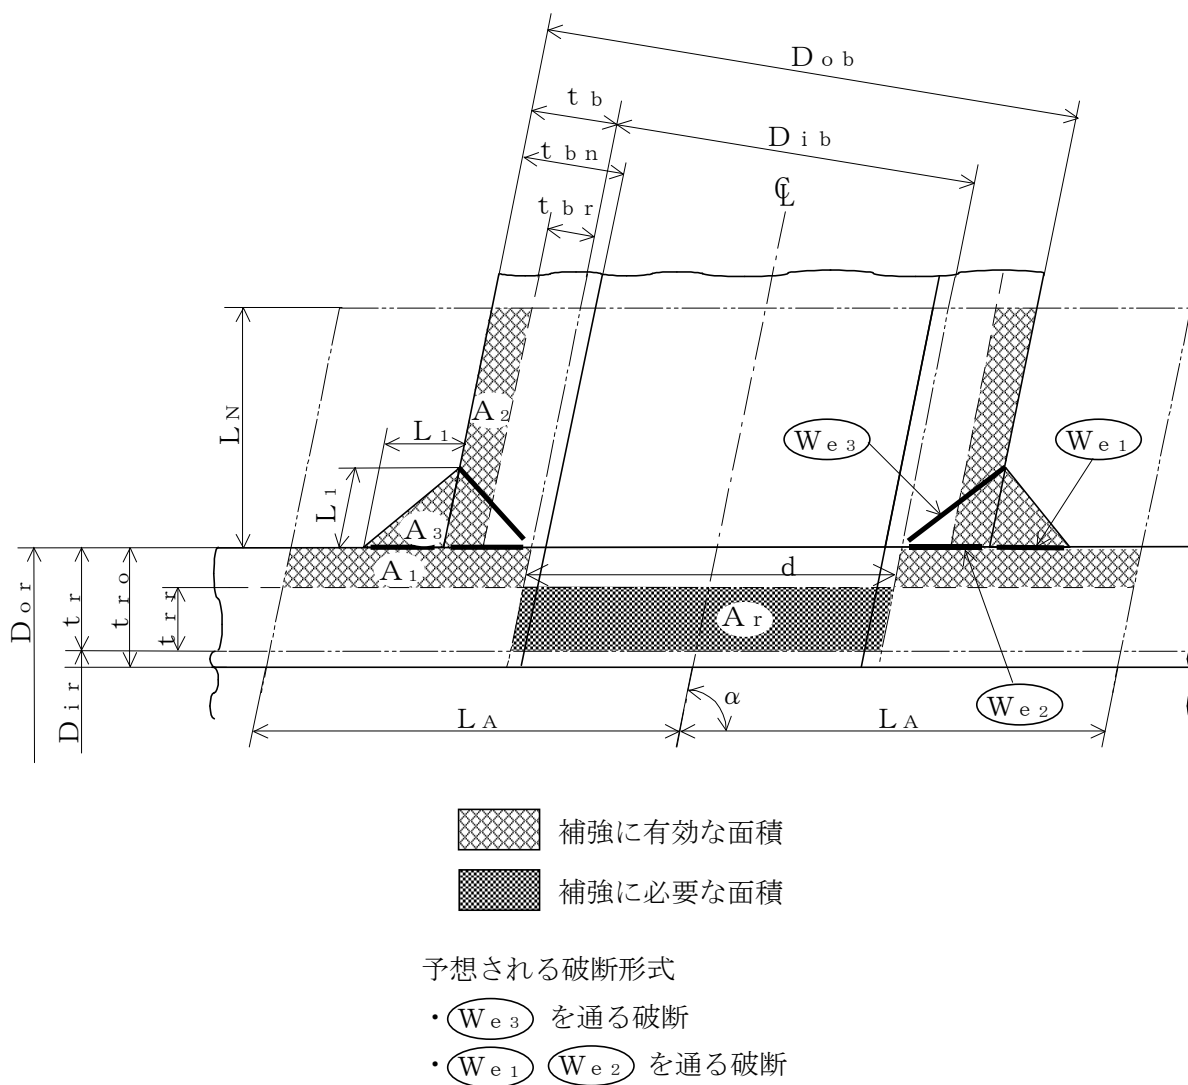 Dob
tb
Dib
tbn
℄
tbr
A2
LN
L1
We3
We1
L1
A3
A1
d
Ar
Dor
tr
tro
trr
Dir
We2
α
LA
LA
補強に有効な面積
補強に必要な面積
予想される破断形式
・We3 を通る破断
・We1 We2 を通る破断